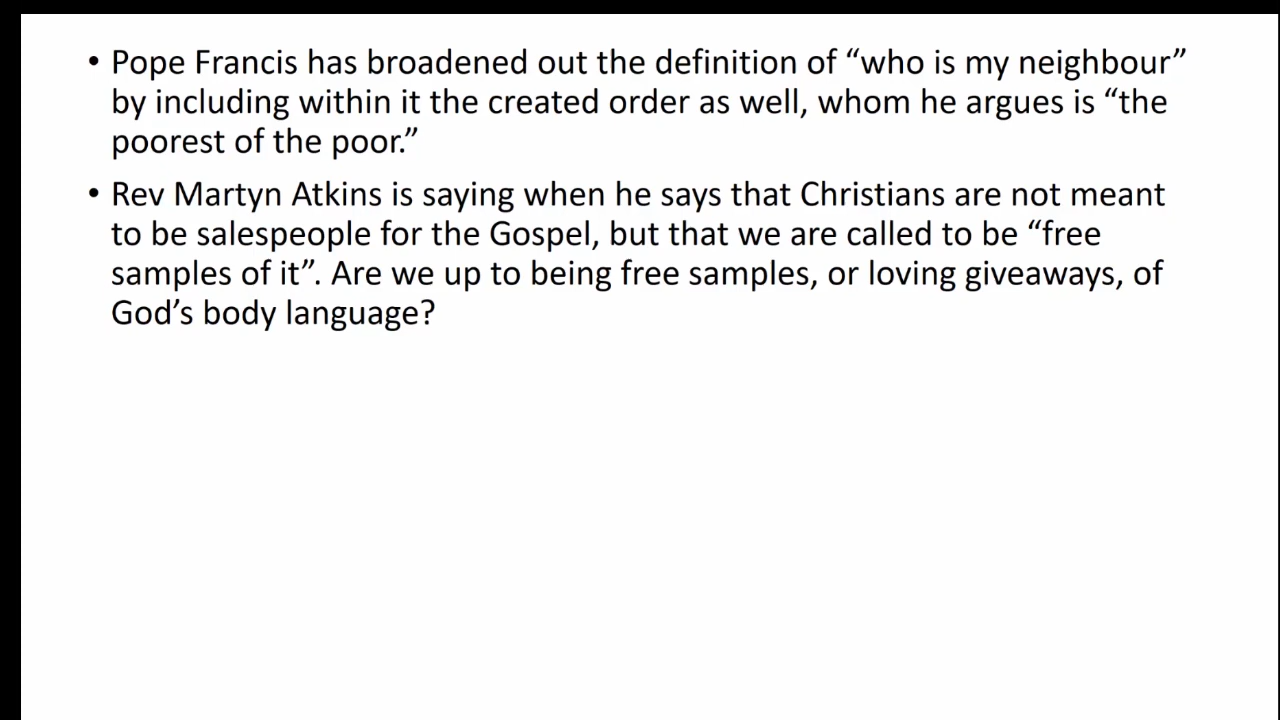 • Pope Francis has broadened out the definition of “who is my neighbour”
by including within it the created order as well, whom he argues is “the
poorest of the poor.”
• Rev Martyn Atkins is saying when he says that Christians are not meant
to be salespeople for the Gospel, but that we are called to be “free
samples of it”. Are we up to being free samples, or loving giveaways, of
God’s body language?